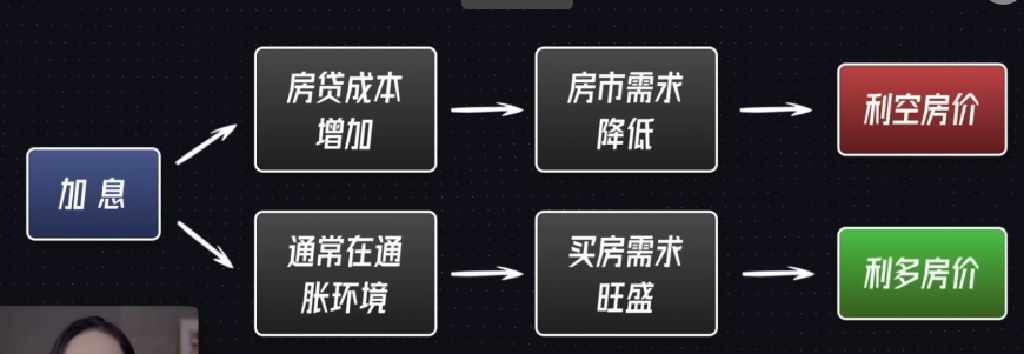 加息
房贷成本
增加
房市需求
降低
利空房价
通常在通
胀环境
买房需求
旺盛
利多房价